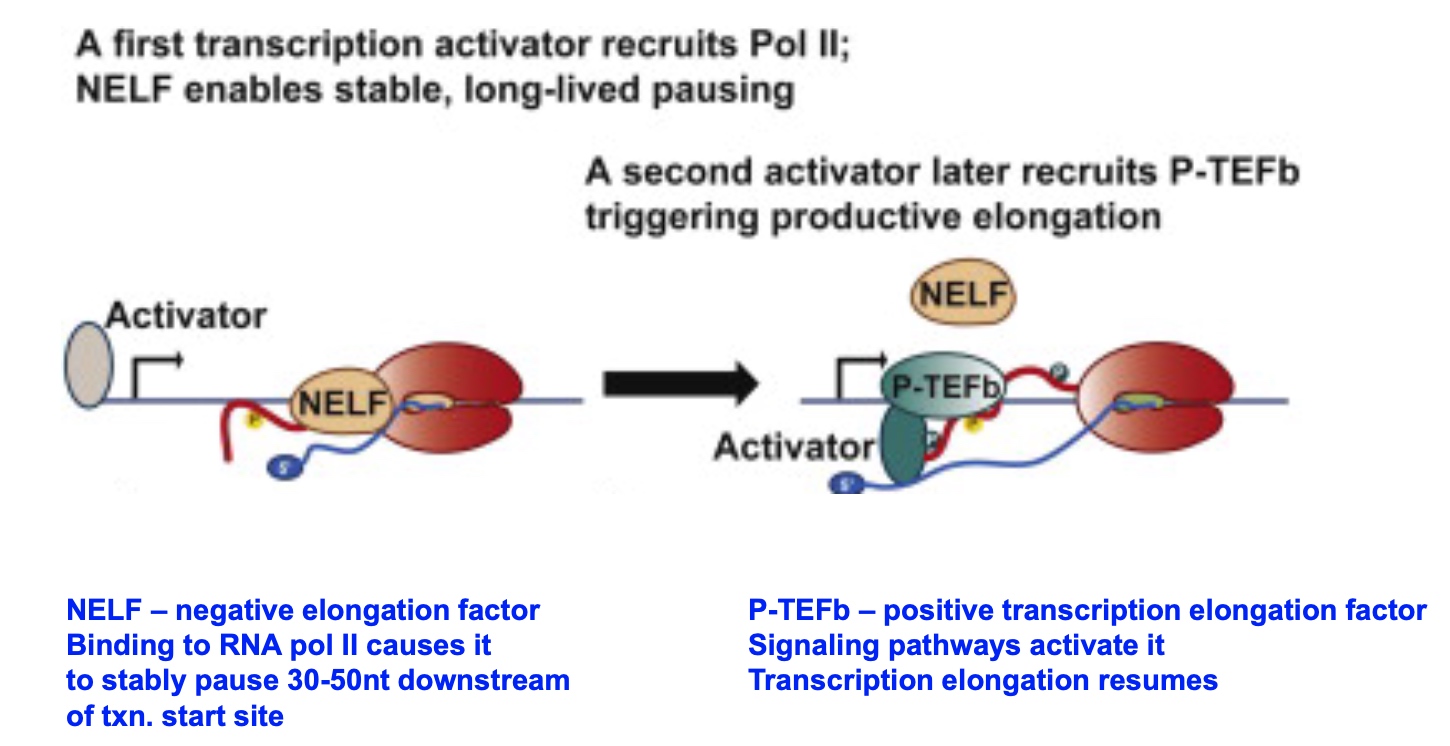 A first transcription activator recruits Pol II;
NELF enables stable, long-lived pausing
A second activator later recruits P-TEFb
triggering productive elongation
Activator
NELF
P
5'
NELF
P-TEFb
Activator
P
P
P
5'
NELF – negative elongation factor
Binding to RNA pol II causes it
to stably pause 30-50nt downstream
of txn. start site
P-TEFb – positive transcription elongation factor
Signaling pathways activate it
Transcription elongation resumes